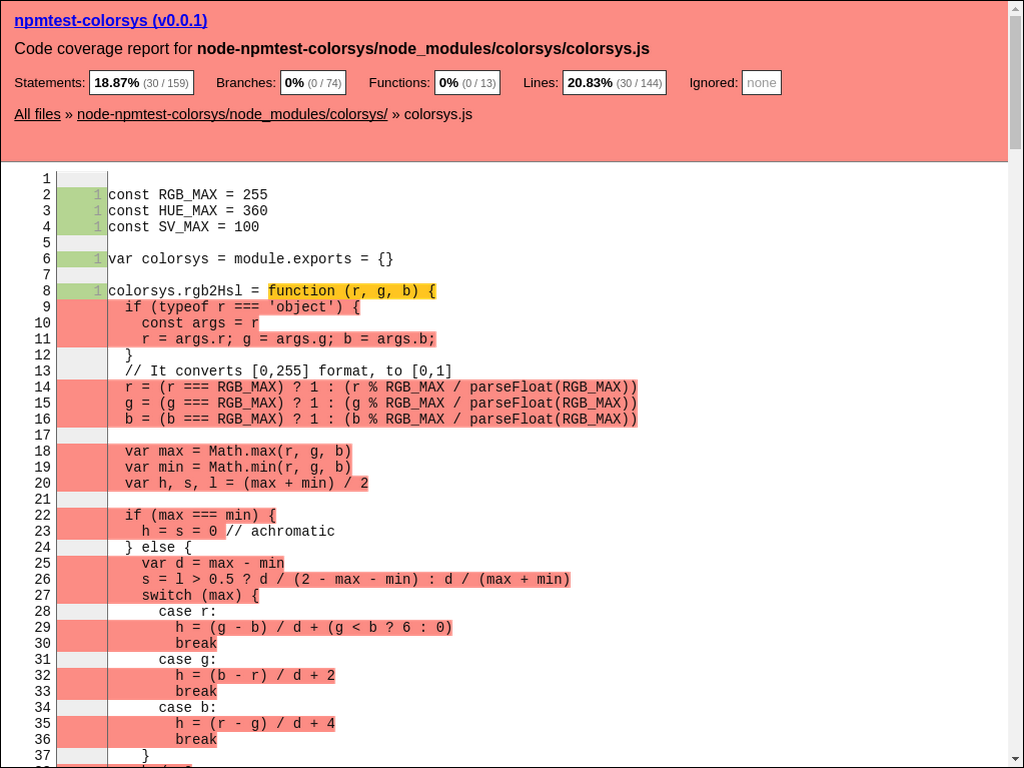 npmtest-colorsys (v0.0.1)
Code coverage report for node-npmtest-colorsys/node_modules/colorsys/colorsys.js
Statements: 18.87% (30 / 159) Branches: 0% (0 / 74) Functions: 0% (0 / 13) Lines: 20.83% (30 / 144) Ignored: none
All files » node-npmtest-colorsys/node_modules/colorsys/ » colorsys.js
1
2 1 const RGB_MAX = 255
3 1 const HUE_MAX = 360
4 1 const SV_MAX = 100
5
6 1 var colorsys = module.exports = {}
7
8 1 colorsys.rgb2Hsl = function (r, g, b) {
9   if (typeof r === 'object') {
10     const args = r
11     r = args.r; g = args.g; b = args.b;
12   }
13   // It converts [0,255] format, to [0,1]
14   r = (r === RGB_MAX) ? 1 : (r % RGB_MAX / parseFloat(RGB_MAX))
15   g = (g === RGB_MAX) ? 1 : (g % RGB_MAX / parseFloat(RGB_MAX))
16   b = (b === RGB_MAX) ? 1 : (b % RGB_MAX / parseFloat(RGB_MAX))
17
18   var max = Math.max(r, g, b)
19   var min = Math.min(r, g, b)
20   var h, s, l = (max + min) / 2
21
22   if (max === min) {
23     h = s = 0 // achromatic
24   } else {
25     var d = max - min
26     s = l > 0.5 ? d / (2 - max - min) : d / (max + min)
27     switch (max) {
28       case r:
29         h = (g - b) / d + (g < b ? 6 : 0)
30         break
31       case g:
32         h = (b - r) / d + 2
33         break
34       case b:
35         h = (r - g) / d + 4
36         break
37     }